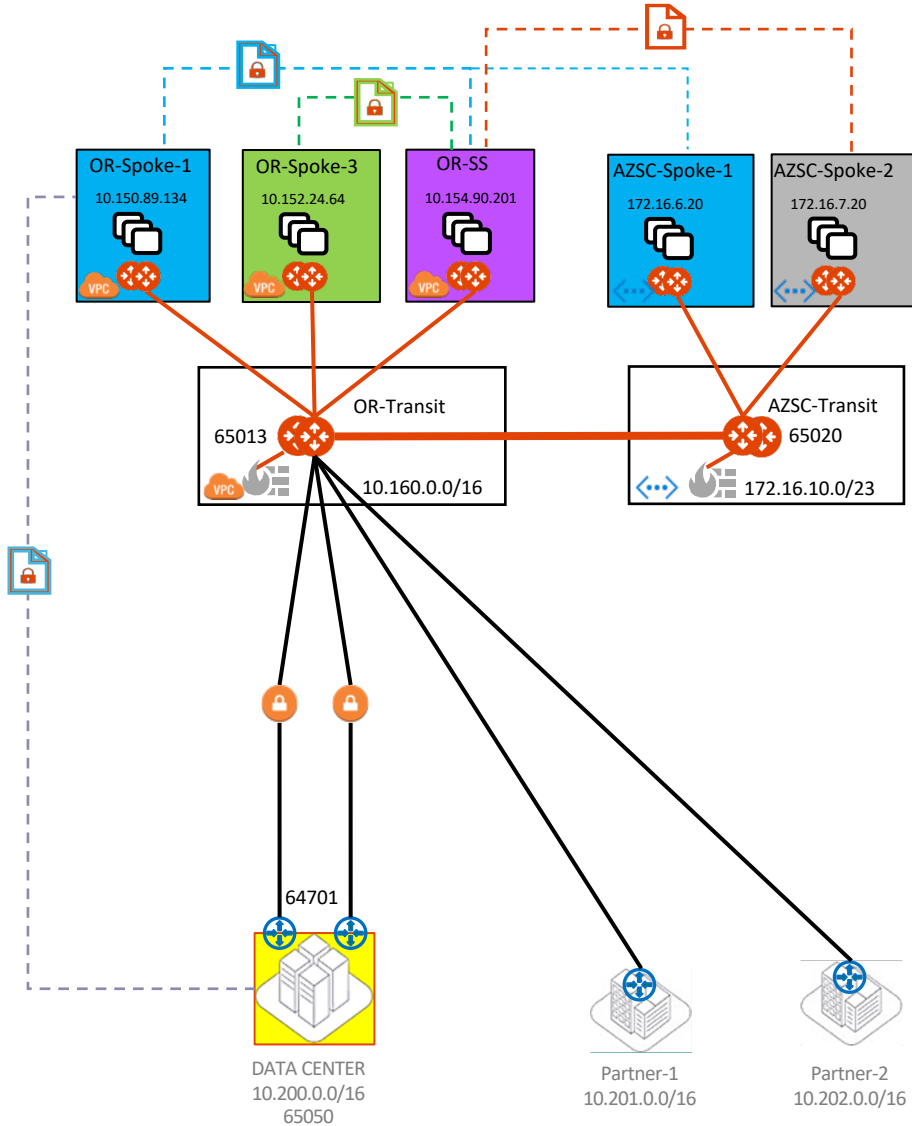 OR-Spoke-1
10.150.89.134
VPC
OR-Spoke-3
10.152.24.64
VPC
OR-SS
10.154.90.201
VPC
AZSC-Spoke-1
172.16.6.20
AZSC-Spoke-2
172.16.7.20
OR-Transit
65013
VPC
10.160.0.0/16
AZSC-Transit
65020
172.16.10.0/23
64701
DATA CENTER
10.200.0.0/16
65050
Partner-1
10.201.0.0/16
Partner-2
10.202.0.0/16